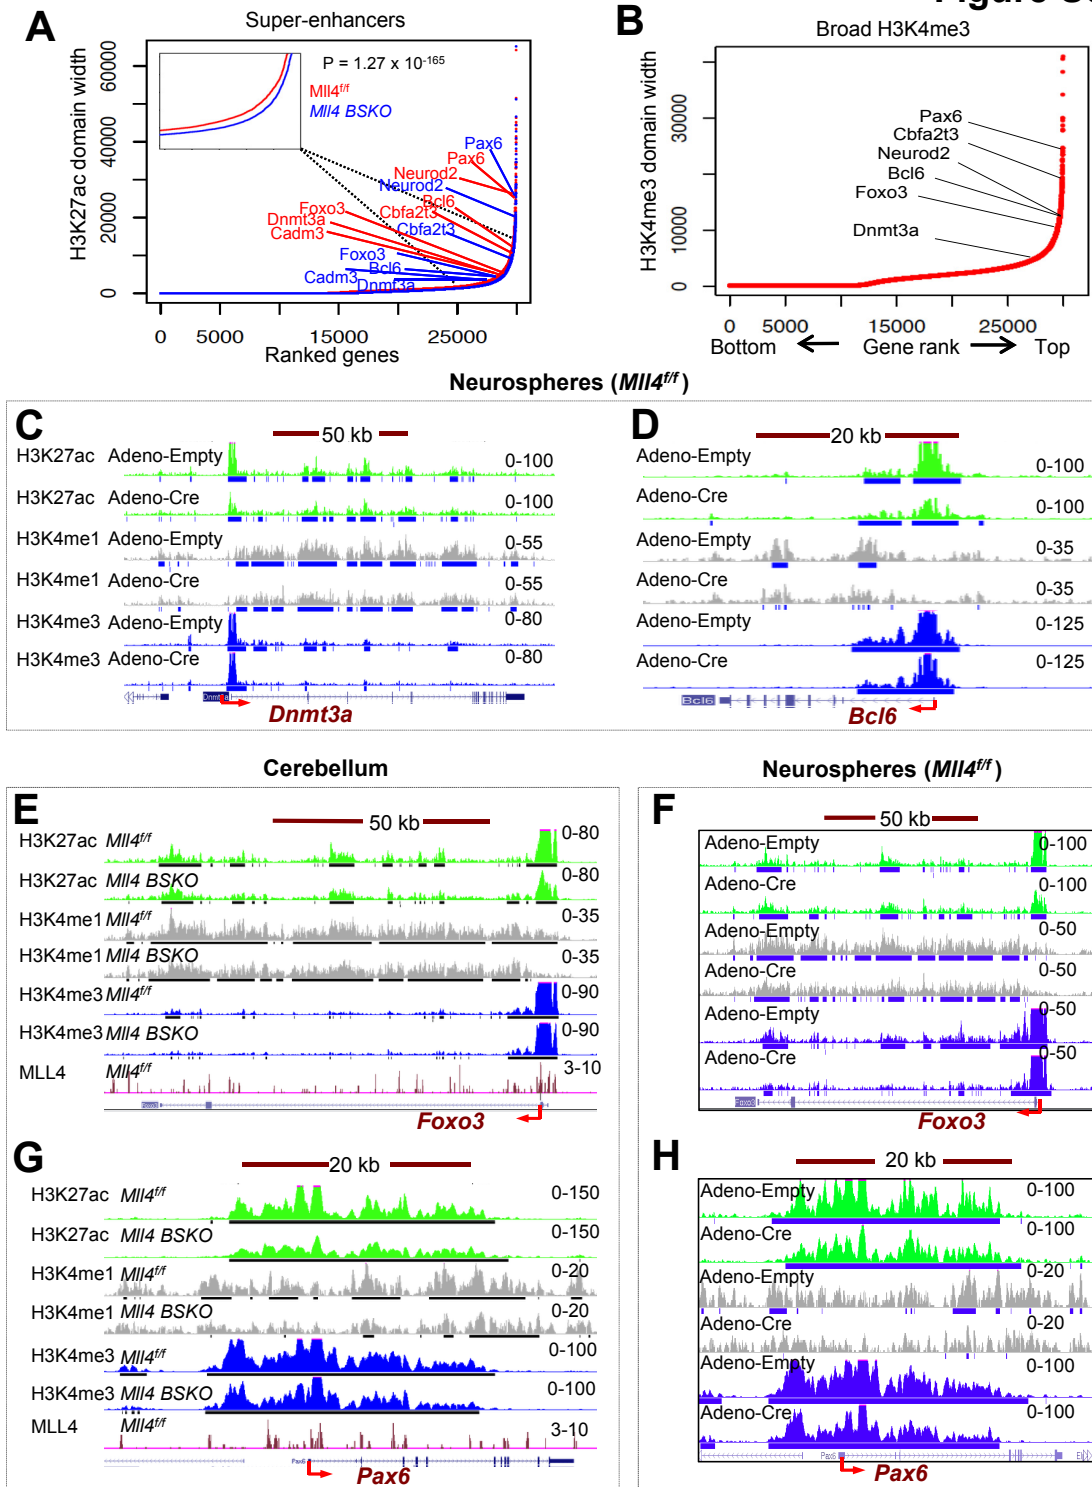 Figure S
A
Super-enhancers
H3K27ac domain width
0 20000 40000 60000
P = 1.27 x 10-165
Mll4f/f
Mll4 BSKO
Pax6
Pax6
Neurod2
Neurod2
Bcl6
Foxo3
Cbfa2t3
Dnmt3a
Cbfa2t3
Cadm3
Foxo3
Bcl6
Cadm3
Dnmt3a
0 5000 15000 25000
Ranked genes
B
Broad H3K4me3
H3K4me3 domain width
0 10000 30000
Pax6
Cbfa2t3
Neurod2
Bcl6
Foxo3
Dnmt3a
0 5000 15000 25000
Bottom Gene rank Top
Neurospheres (Mll4f/f)
C
50 kb
H3K27ac Adeno-Empty 0-100
H3K27ac Adeno-Cre 0-100
H3K4me1 Adeno-Empty 0-55
H3K4me1 Adeno-Cre 0-55
H3K4me3 Adeno-Empty 0-80
H3K4me3 Adeno-Cre 0-80
Dnmt3a
Dnmt3a
D
20 kb
Adeno-Empty 0-100
Adeno-Cre 0-100
Adeno-Empty 0-35
Adeno-Cre 0-35
Adeno-Empty 0-125
Adeno-Cre 0-125
Bcl6
Bcl6
Cerebellum
E
50 kb
H3K27ac Mll4f/f 0-80
H3K27ac Mll4 BSKO 0-80
H3K4me1 Mll4f/f 0-35
H3K4me1 Mll4 BSKO 0-35
H3K4me3 Mll4f/f 0-90
H3K4me3 Mll4 BSKO 0-90
MLL4 Mll4f/f 3-10
Foxo3
Foxo3
Neurospheres (Mll4f/f)
F
50 kb
Adeno-Empty 0-100
Adeno-Cre 0-100
Adeno-Empty 0-50
Adeno-Cre 0-50
Adeno-Empty 0-50
Adeno-Cre 0-50
Foxo3
Foxo3
G
20 kb
H3K27ac Mll4f/f 0-150
H3K27ac Mll4 BSKO 0-150
H3K4me1 Mll4f/f 0-20
H3K4me1 Mll4 BSKO 0-20
H3K4me3 Mll4f/f 0-100
H3K4me3 Mll4 BSKO 0-100
MLL4 Mll4f/f 3-10
Pax6
Pax6
H
20 kb
Adeno-Empty 0-100
Adeno-Cre 0-100
Adeno-Empty 0-20
Adeno-Cre 0-20
Adeno-Empty 0-100
Adeno-Cre 0-100
Pax6
Pax6